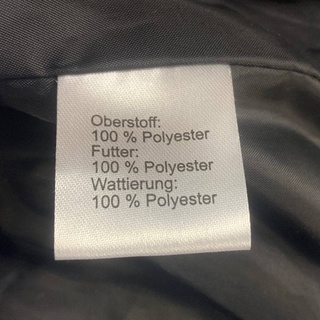 Oberstoff:
100 % Polyester
Futter:
100 % Polyester
Wattierung:
100 % Polyester